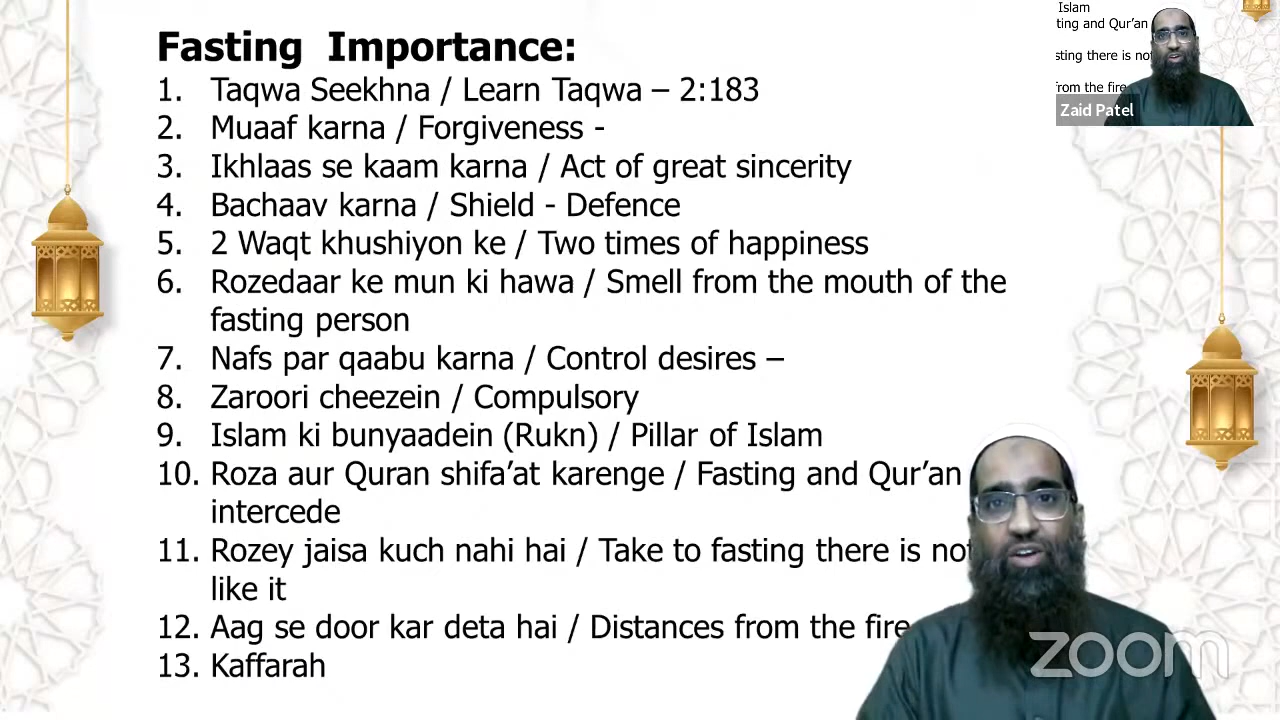 Fasting Importance:
1. Taqwa Seekhna / Learn Taqwa – 2:183
2. Muaaf karna / Forgiveness -
3. Ikhlaas se kaam karna / Act of great sincerity
4. Bachaav karna / Shield - Defence
5. 2 Waqt khushiyon ke / Two times of happiness
6. Rozedaar ke mun ki hawa / Smell from the mouth of the
fasting person
7. Nafs par qaabu karna / Control desires –
8. Zaroori cheezein / Compulsory
9. Islam ki bunyaadein (Rukn) / Pillar of Islam
10. Roza aur Quran shifa’at karenge / Fasting and Qur’an
intercede
11. Rozey jaisa kuch nahi hai / Take to fasting there is not
like it
12. Aag se door kar deta hai / Distances from the fire
13. Kaffarah
Islam
ting and Qur’an
sting there is no
from the fire
Zaid Patel
zoom